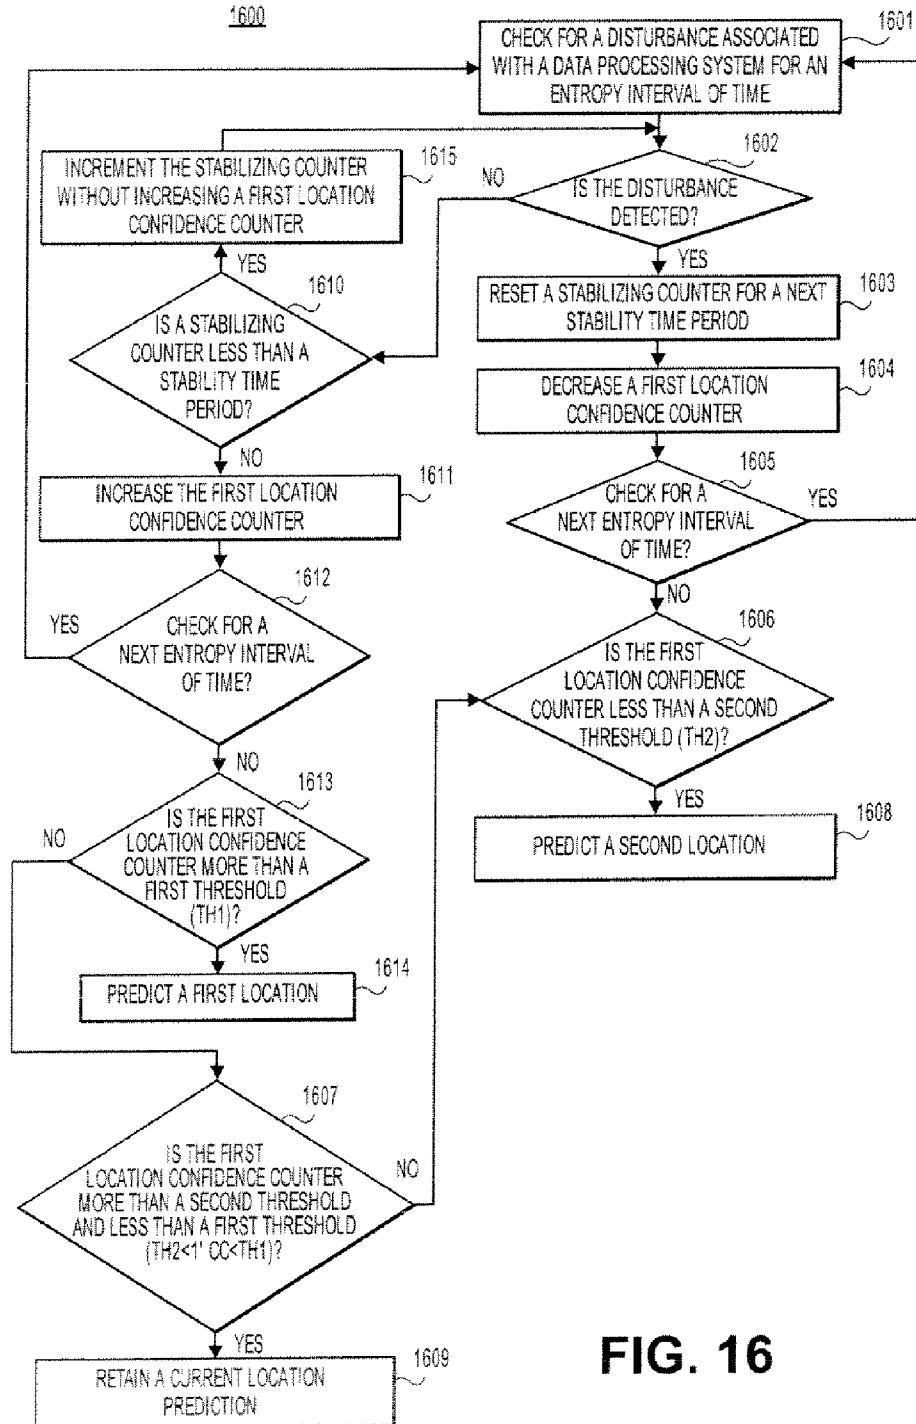 1600
CHECK FOR A DISTURBANCE ASSOCIATED
WITH A DATA PROCESSING SYSTEM FOR AN
ENTROPY INTERVAL OF TIME
1601
IS THE DISTURBANCE
DETECTED?
1602
NO
YES
INCREMENT THE STABILIZING COUNTER
WITHOUT INCREASING A FIRST LOCATION
CONFIDENCE COUNTER
1615
YES
IS A STABILIZING
COUNTER LESS THAN A
STABILITY TIME
PERIOD?
1610
NO
RESET A STABILIZING COUNTER FOR A NEXT
STABILITY TIME PERIOD
1603
DECREASE A FIRST LOCATION
CONFIDENCE COUNTER
1604
INCREASE THE FIRST LOCATION
CONFIDENCE COUNTER
1611
CHECK FOR A
NEXT ENTROPY INTERVAL
OF TIME?
1605
YES
NO
CHECK FOR A
NEXT ENTROPY INTERVAL
OF TIME?
1612
YES
NO
IS THE FIRST
LOCATION CONFIDENCE
COUNTER LESS THAN A SECOND
THRESHOLD (TH2)?
1606
YES
PREDICT A SECOND LOCATION
1608
IS THE FIRST
LOCATION CONFIDENCE
COUNTER MORE THAN A
FIRST THRESHOLD
(TH1)?
1613
NO
YES
PREDICT A FIRST LOCATION
1614
IS THE FIRST
LOCATION CONFIDENCE COUNTER
MORE THAN A SECOND THRESHOLD
AND LESS THAN A FIRST THRESHOLD
(TH2<1' CC<TH1)?
1607
NO
YES
RETAIN A CURRENT LOCATION
PREDICTION
1609
FIG. 16